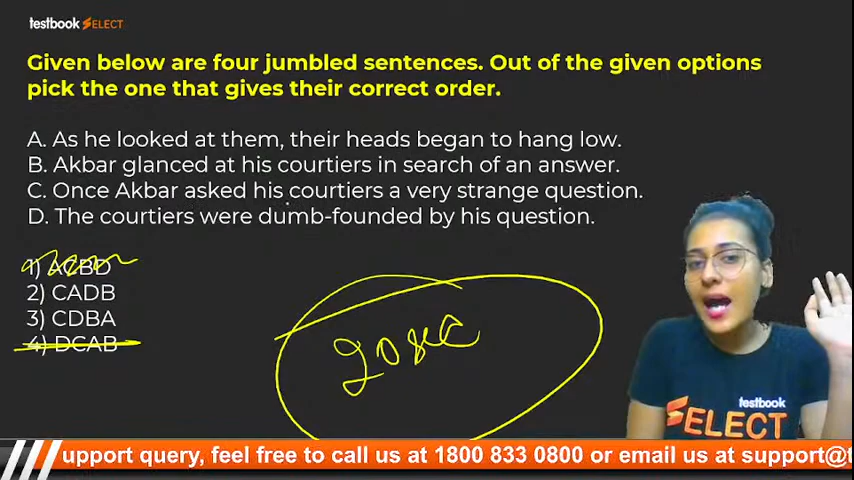 testbook SELECT
Given below are four jumbled sentences. Out of the given options
pick the one that gives their correct order.
A. As he looked at them, their heads began to hang low.
B. Akbar glanced at his courtiers in search of an answer.
C. Once Akbar asked his courtiers a very strange question.
D. The courtiers were dumb-founded by his question.
1) ACBD
2) CADB
3) CDBA
4) DCAB
20 sec
testbook
SELECT
upport query, feel free to call us at 1800 833 0800 or email us at support@t